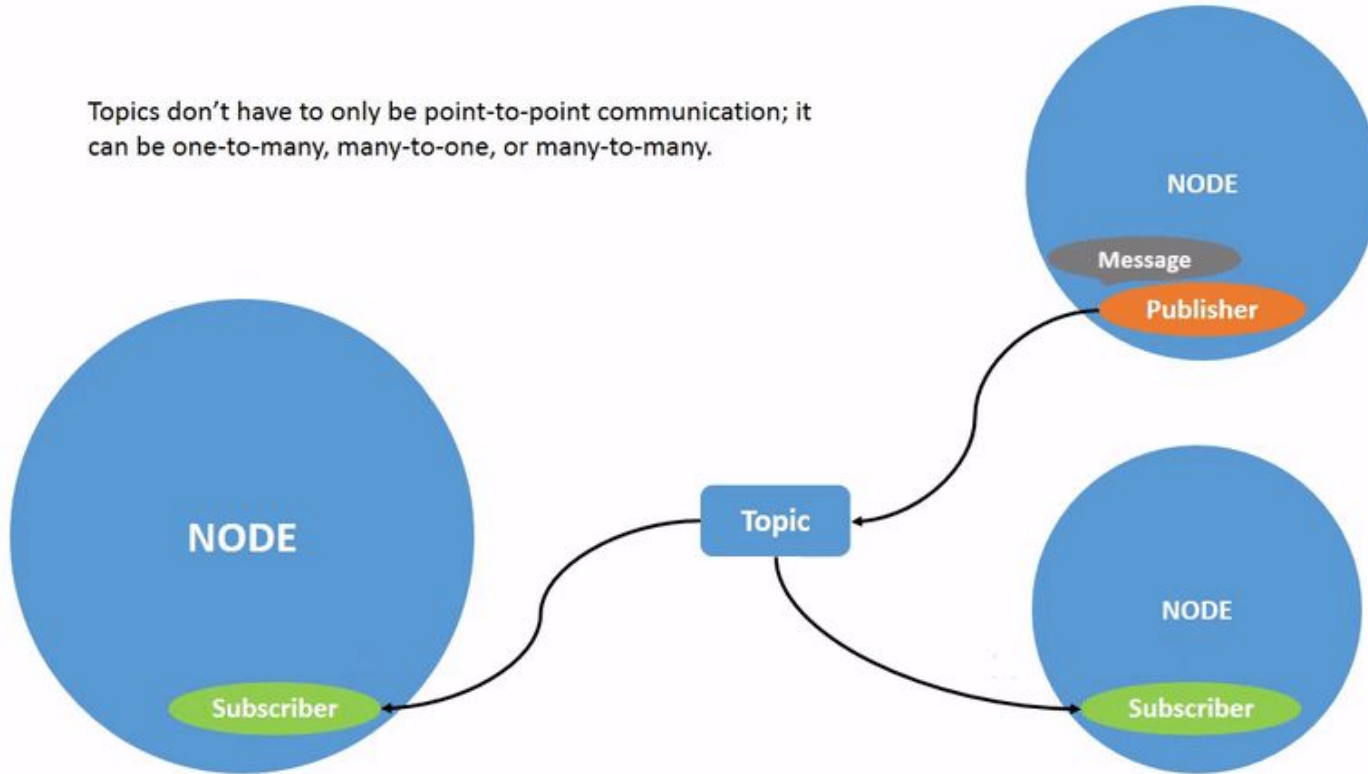 Topics don’t have to only be point-to-point communication; it
can be one-to-many, many-to-one, or many-to-many.
NODE
Message
Publisher
Topic
NODE
Subscriber
NODE
Subscriber